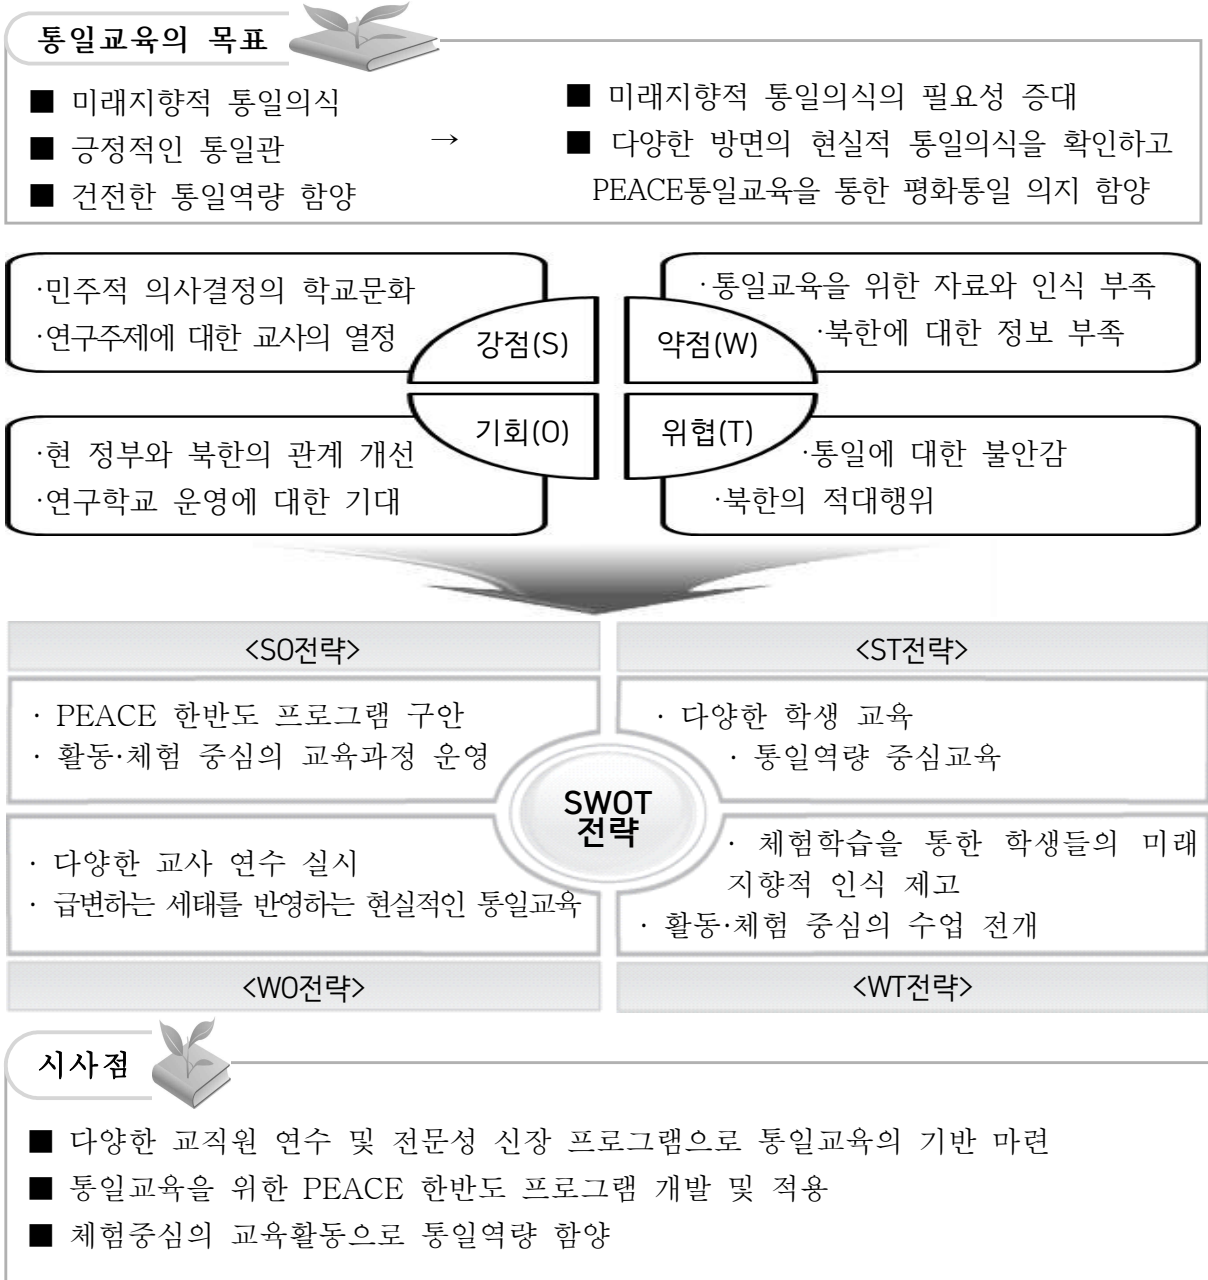 통일교육의 목표
■ 미래지향적 통일의식
■ 긍정적인 통일관
■ 건전한 통일역량 함양
→
■ 미래지향적 통일의식의 필요성 증대
■ 다양한 방면의 현실적 통일의식을 확인하고
PEACE통일교육을 통한 평화통일 의지 함양
·민주적 의사결정의 학교문화
·연구주제에 대한 교사의 열정
강점(S)
약점(W)
·통일교육을 위한 자료와 인식 부족
·북한에 대한 정보 부족
·현 정부와 북한의 관계 개선
·연구학교 운영에 대한 기대
기회(O)
위협(T)
·통일에 대한 불안감
·북한의 적대행위
<SO전략>
<ST전략>
· PEACE 한반도 프로그램 구안
· 활동·체험 중심의 교육과정 운영
· 다양한 학생 교육
· 통일역량 중심교육
SWOT
전략
· 다양한 교사 연수 실시
· 급변하는 세태를 반영하는 현실적인 통일교육
· 체험학습을 통한 학생들의 미래
지향적 인식 제고
· 활동·체험 중심의 수업 전개
<WO전략>
<WT전략>
시사점
■ 다양한 교직원 연수 및 전문성 신장 프로그램으로 통일교육의 기반 마련
■ 통일교육을 위한 PEACE 한반도 프로그램 개발 및 적용
■ 체험중심의 교육활동으로 통일역량 함양